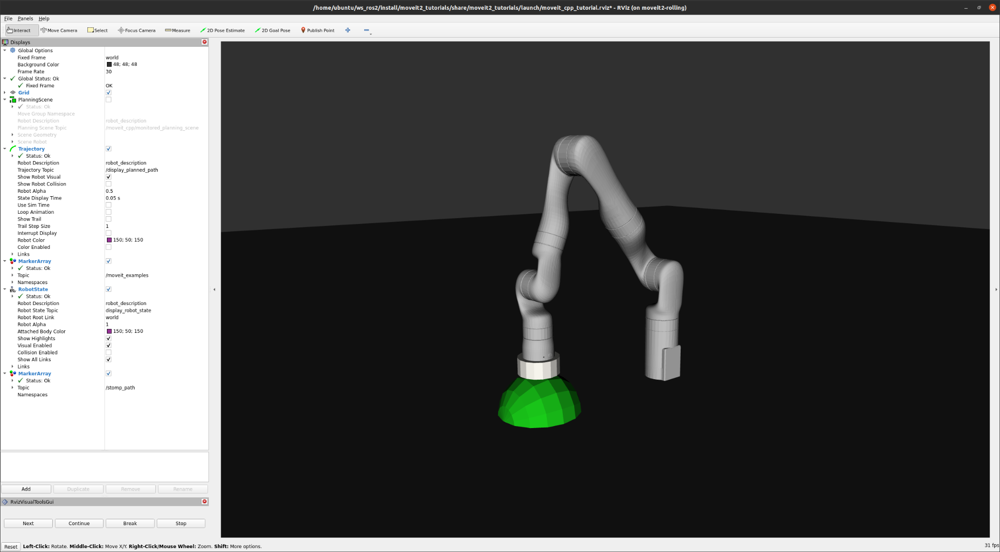 /home/ubuntu/ws_ros2/install/moveit2_tutorials/share/moveit2_tutorials/launch/moveit_cpp_tutorial.rviz* - RViz (on moveit2-rolling)
File Panels Help
Interact Move Camera Select Focus Camera Measure 2D Pose Estimate 2D Goal Pose Publish Point
Displays
Global Options
Fixed Frame world
Background Color 48; 48; 48
Frame Rate 30
Global Status: Ok
Fixed Frame OK
Grid
PlanningScene
Status: Ok
Move Group Namespace
Robot Description robot_description
Planning Scene Topic /moveit_cpp/monitored_planning_scene
Scene Geometry
Scene Robot
Trajectory
Status: Ok
Robot Description robot_description
Trajectory Topic /display_planned_path
Show Robot Visual
Show Robot Collision
Robot Alpha 0.5
State Display Time 0.05 s
Use Sim Time
Loop Animation
Show Trail
Trail Step Size 1
Interrupt Display
Robot Color 150; 50; 150
Color Enabled
Links
MarkerArray
Status: Ok
Topic /moveit_examples
Namespaces
RobotState
Status: Ok
Robot Description robot_description
Robot State Topic display_robot_state
Robot Root Link world
Robot Alpha 1
Attached Body Color 150; 50; 150
Show Highlights
Visual Enabled
Collision Enabled
Show All Links
Links
MarkerArray
Status: Ok
Topic /stomp_path
Namespaces
Add Duplicate Remove Rename
RvizVisualToolsGui
Next Continue Break Stop
Reset Left-Click: Rotate. Middle-Click: Move X/Y. Right-Click/Mouse Wheel: Zoom. Shift: More options. 31 fps